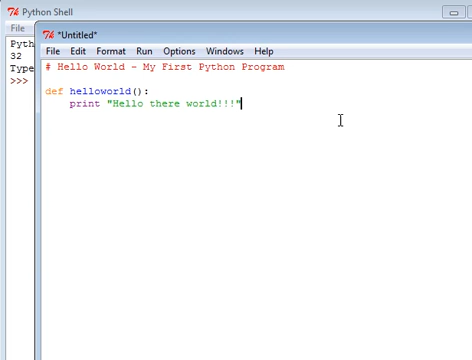 Python Shell
File
*Untitled*
File Edit Format Run Options Windows Help
Pyth
32
Type
>>>
# Hello World - My First Python Program
def helloworld():
print "Hello there world!!!"